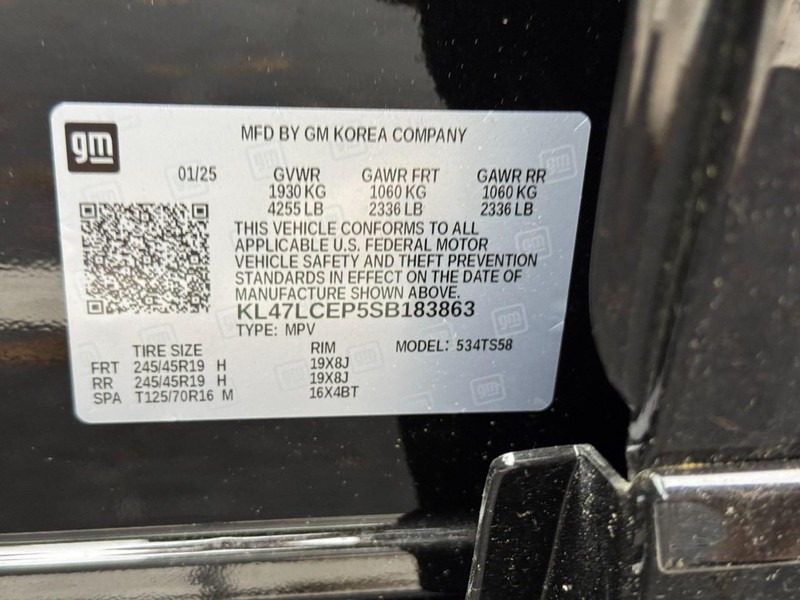 gm
MFD BY GM KOREA COMPANY
01/25 GVWR GAWR FRT GAWR RR
1930 KG 1060 KG 1060 KG
4255 LB 2336 LB 2336 LB
THIS VEHICLE CONFORMS TO ALL
APPLICABLE U.S. FEDERAL MOTOR
VEHICLE SAFETY AND THEFT PREVENTION
STANDARDS IN EFFECT ON THE DATE OF
MANUFACTURE SHOWN ABOVE.
KL47LCEP5SB183863
TYPE: MPV
TIRE SIZE RIM MODEL: 534TS58
FRT 245/45R19 H 19X8J
RR 245/45R19 H 19X8J
SPA T125/70R16 M 16X4BT